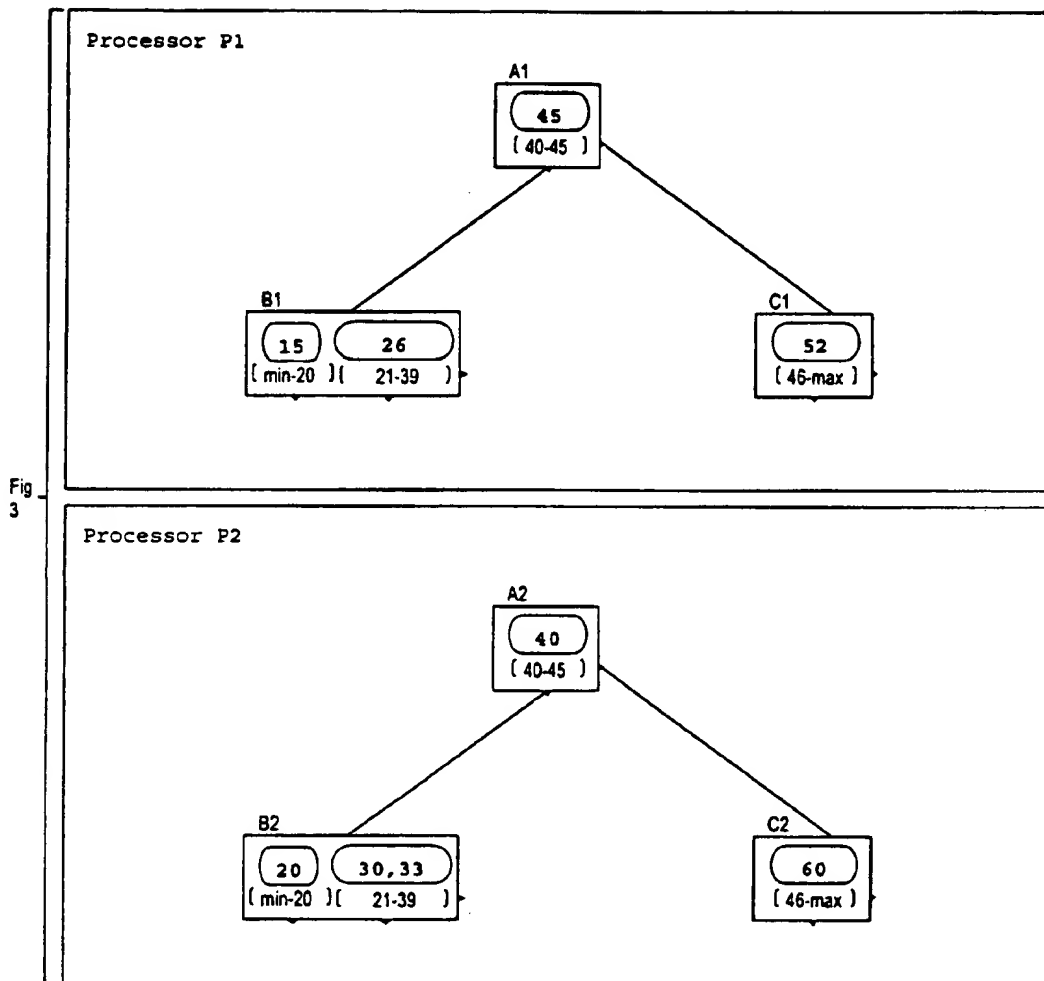 Processor P1
A1
45
( 40-45 )
B1
15 26
( min-20 )( 21-39 )
C1
52
( 46-max )
Fig
3
Processor P2
A2
40
( 40-45 )
B2
20 30,33
( min-20 )( 21-39 )
C2
60
( 46-max )